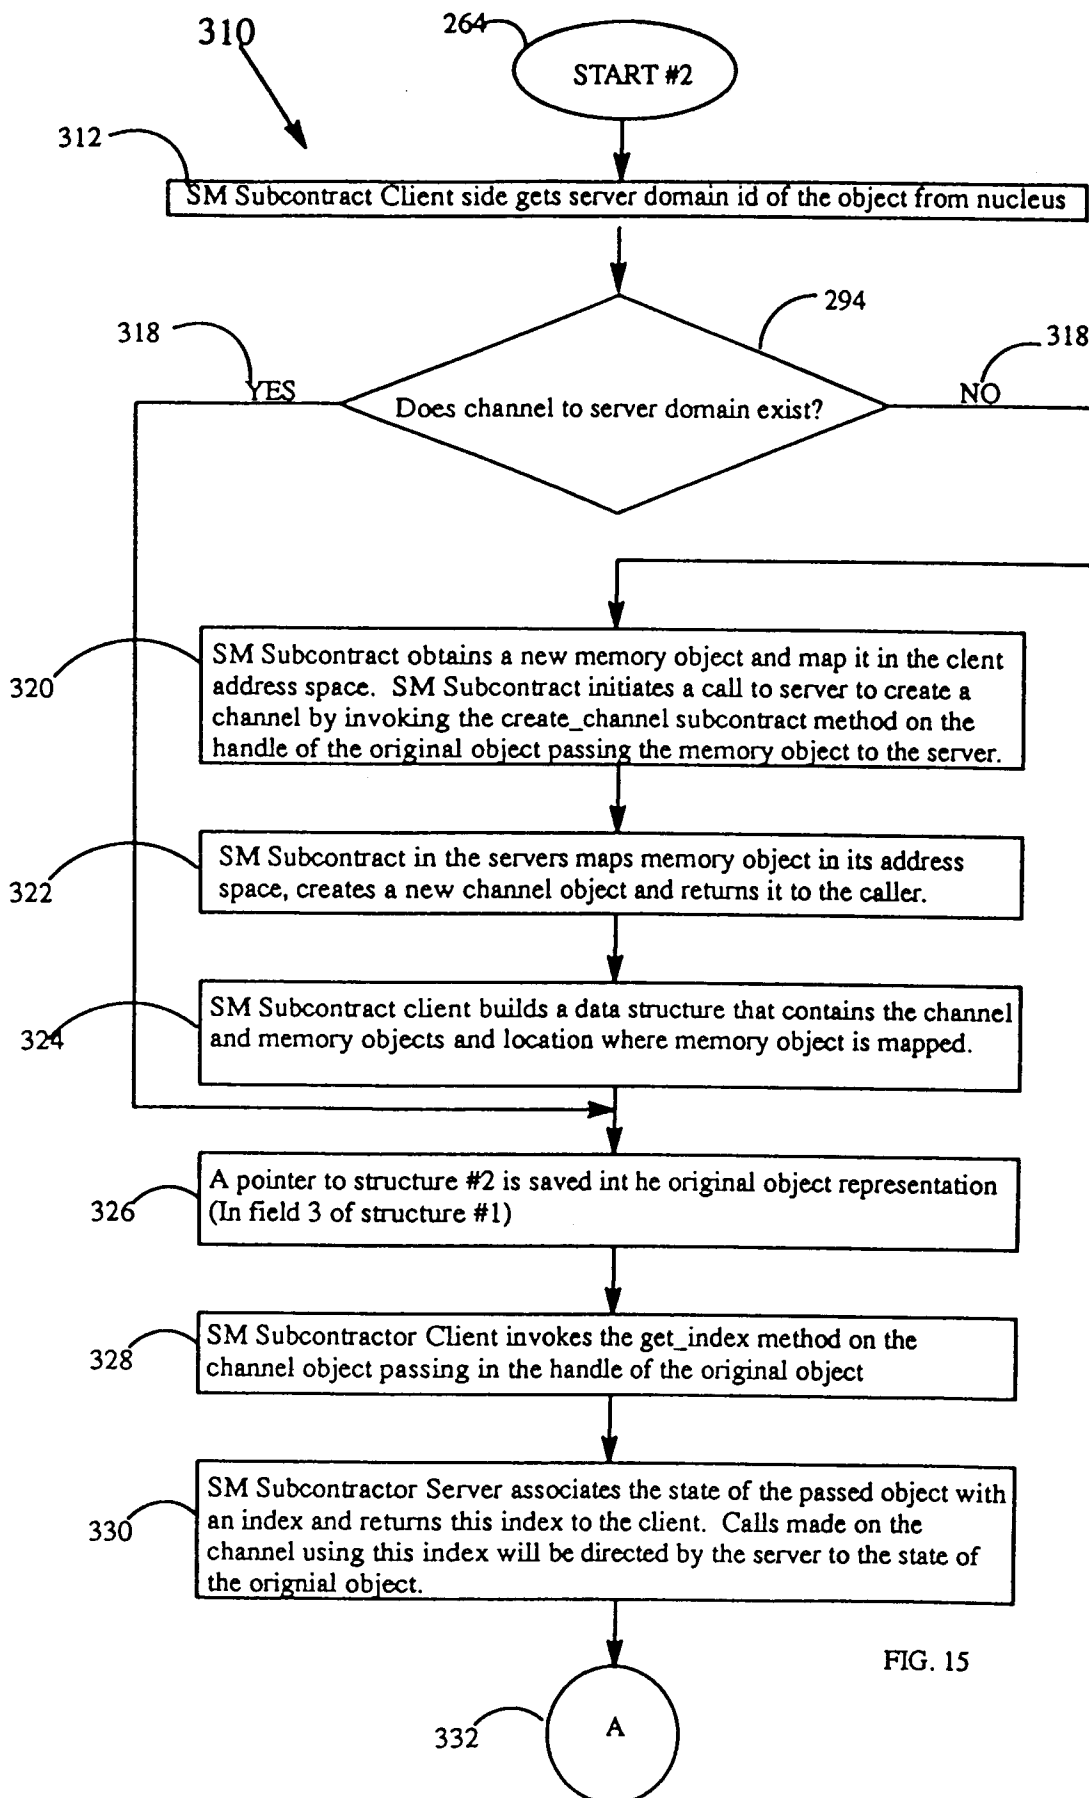 310
264
START #2
312
SM Subcontract Client side gets server domain id of the object from nucleus
294
318
YES
318
NO
Does channel to server domain exist?
320
SM Subcontract obtains a new memory object and map it in the clent
address space. SM Subcontract initiates a call to server to create a
channel by invoking the create_channel subcontract method on the
handle of the original object passing the memory object to the server.
322
SM Subcontract in the servers maps memory object in its address
space, creates a new channel object and returns it to the caller.
324
SM Subcontract client builds a data structure that contains the channel
and memory objects and location where memory object is mapped.
326
A pointer to structure #2 is saved int he original object representation
(In field 3 of structure #1)
328
SM Subcontractor Client invokes the get_index method on the
channel object passing in the handle of the original object
330
SM Subcontractor Server associates the state of the passed object with
an index and returns this index to the client. Calls made on the
channel using this index will be directed by the server to the state of
the orignial object.
FIG. 15
332
A